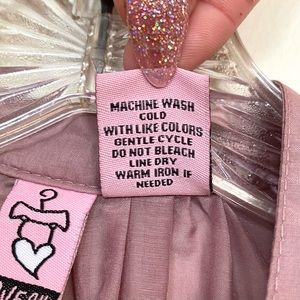 MACHINE WASH
COLD
WITH LIKE COLORS
GENTLE CYCLE
DO NOT BLEACH
LINE DRY
WARM IRON IF
NEEDED